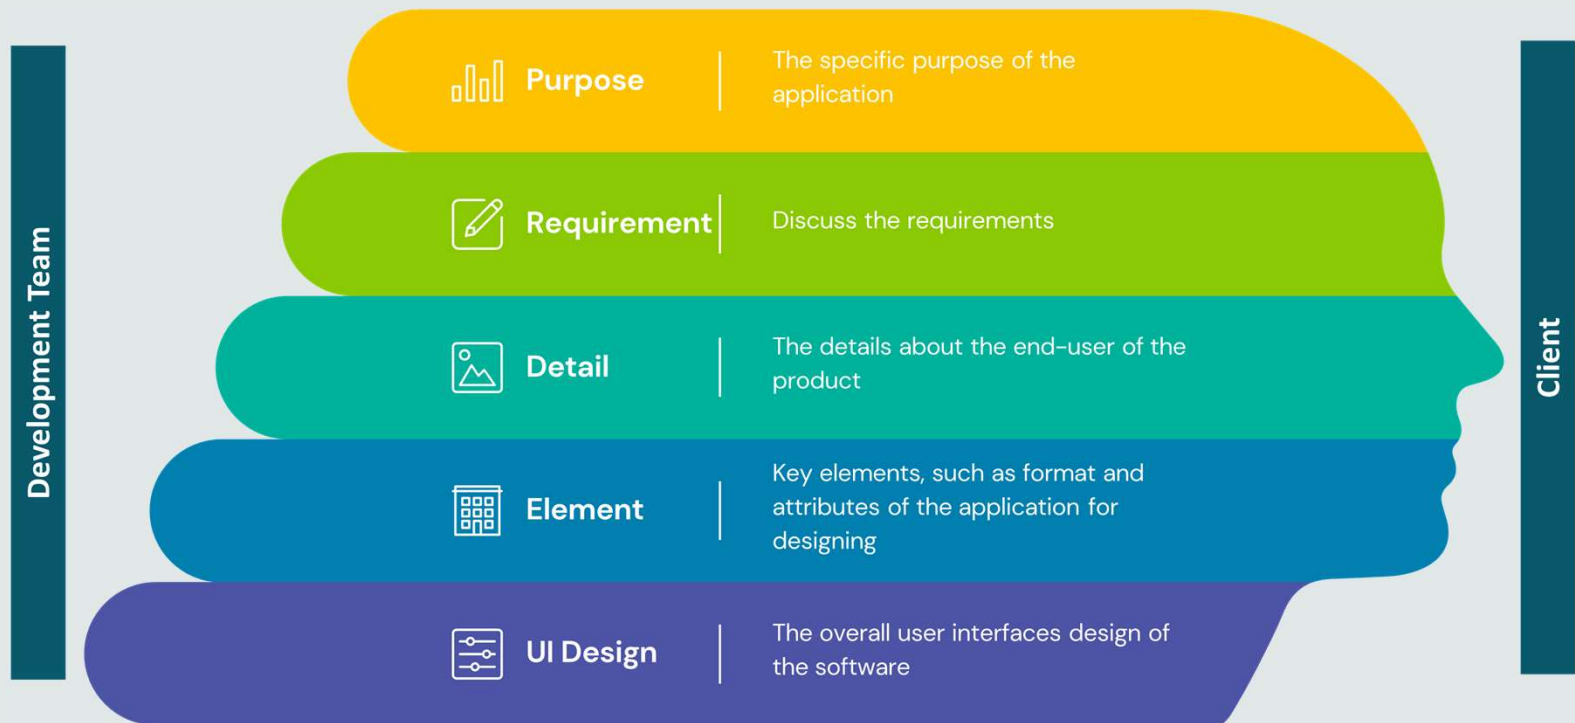 Development Team
Purpose
The specific purpose of the
application
Requirement
Discuss the requirements
Detail
The details about the end-user of the
product
Element
Key elements, such as format and
attributes of the application for
designing
UI Design
The overall user interfaces design of
the software
Client